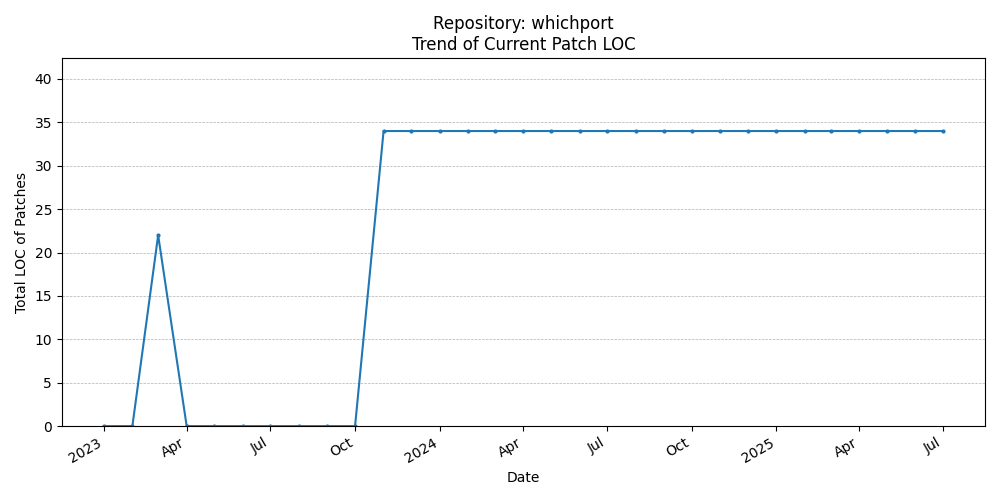 Repository: whichport
Trend of Current Patch LOC
Total LOC of Patches
40
35
30
25
20
15
10
5
0
2023
Apr
Jul
Oct
2024
Apr
Jul
Oct
2025
Apr
Jul
Date